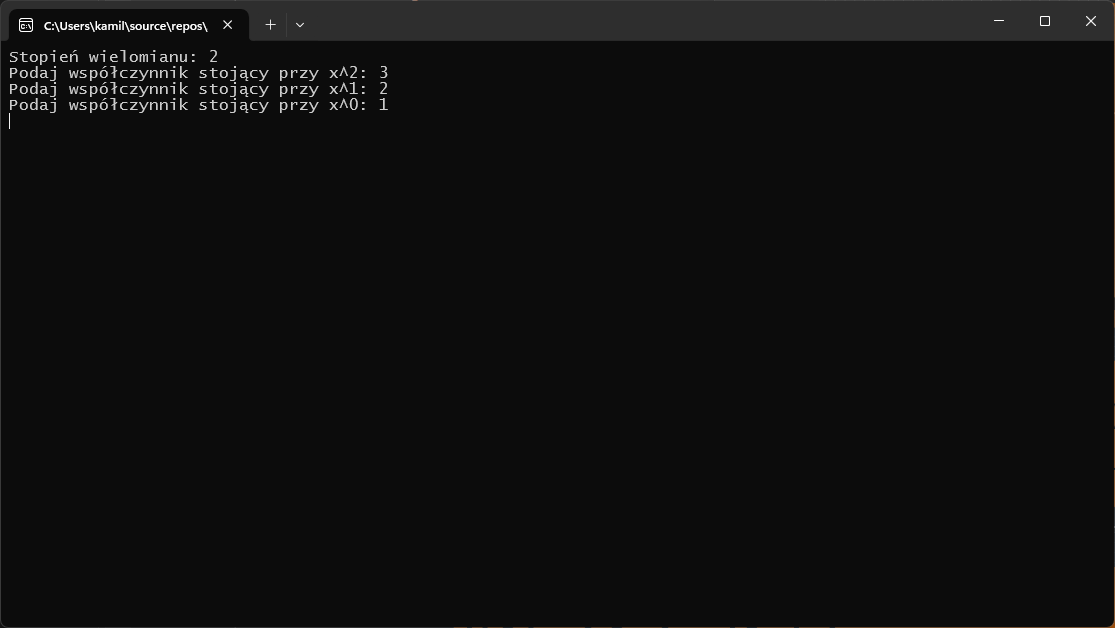 C:\Users\kamil\source\repos\
Stopień wielomianu: 2
Podaj współczynnik stojący przy x^2: 3
Podaj współczynnik stojący przy x^1: 2
Podaj współczynnik stojący przy x^0: 1